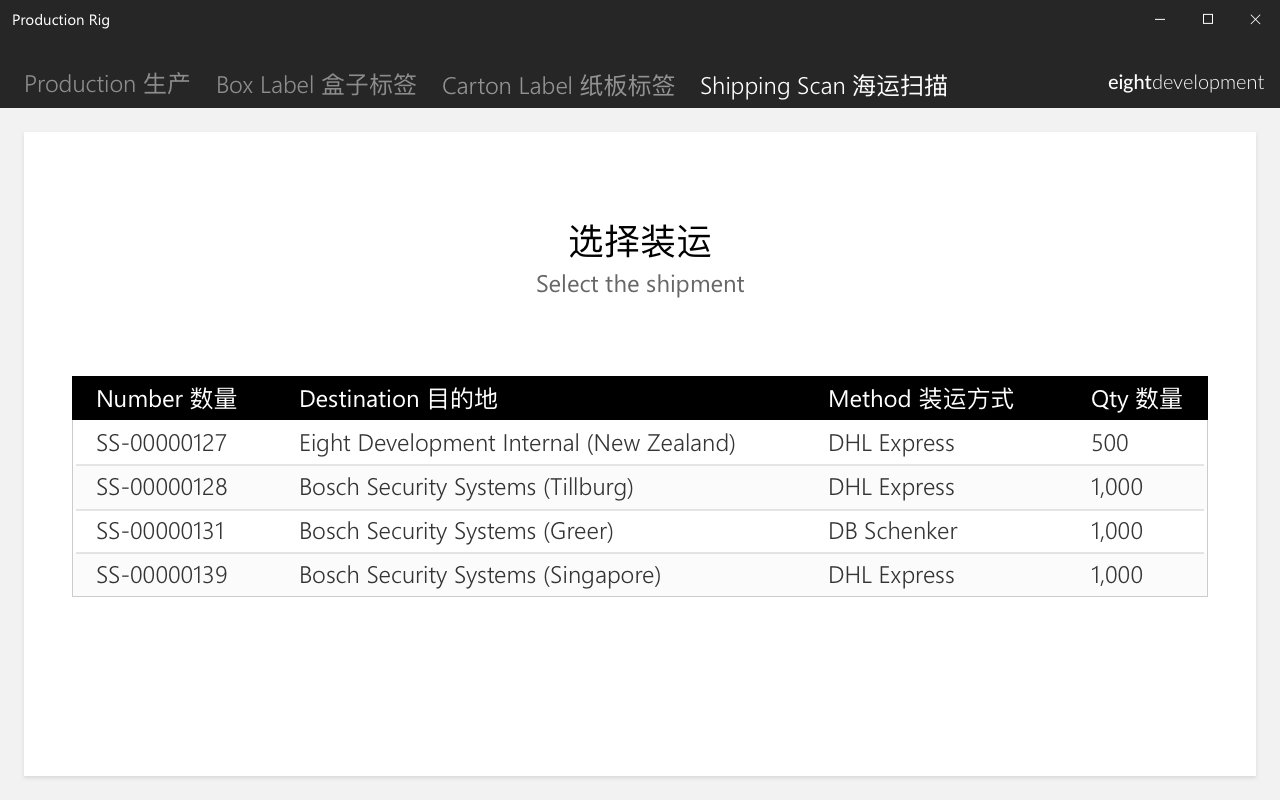 Production Rig
Production 生产 Box Label 盒子标签 Carton Label 纸板标签 Shipping Scan 海运扫描 eightdevelopment
选择装运
Select the shipment
Number 数量 Destination 目的地 Method 装运方式 Qty 数量
SS-00000127 Eight Development Internal (New Zealand) DHL Express 500
SS-00000128 Bosch Security Systems (Tillburg) DHL Express 1,000
SS-00000131 Bosch Security Systems (Greer) DB Schenker 1,000
SS-00000139 Bosch Security Systems (Singapore) DHL Express 1,000